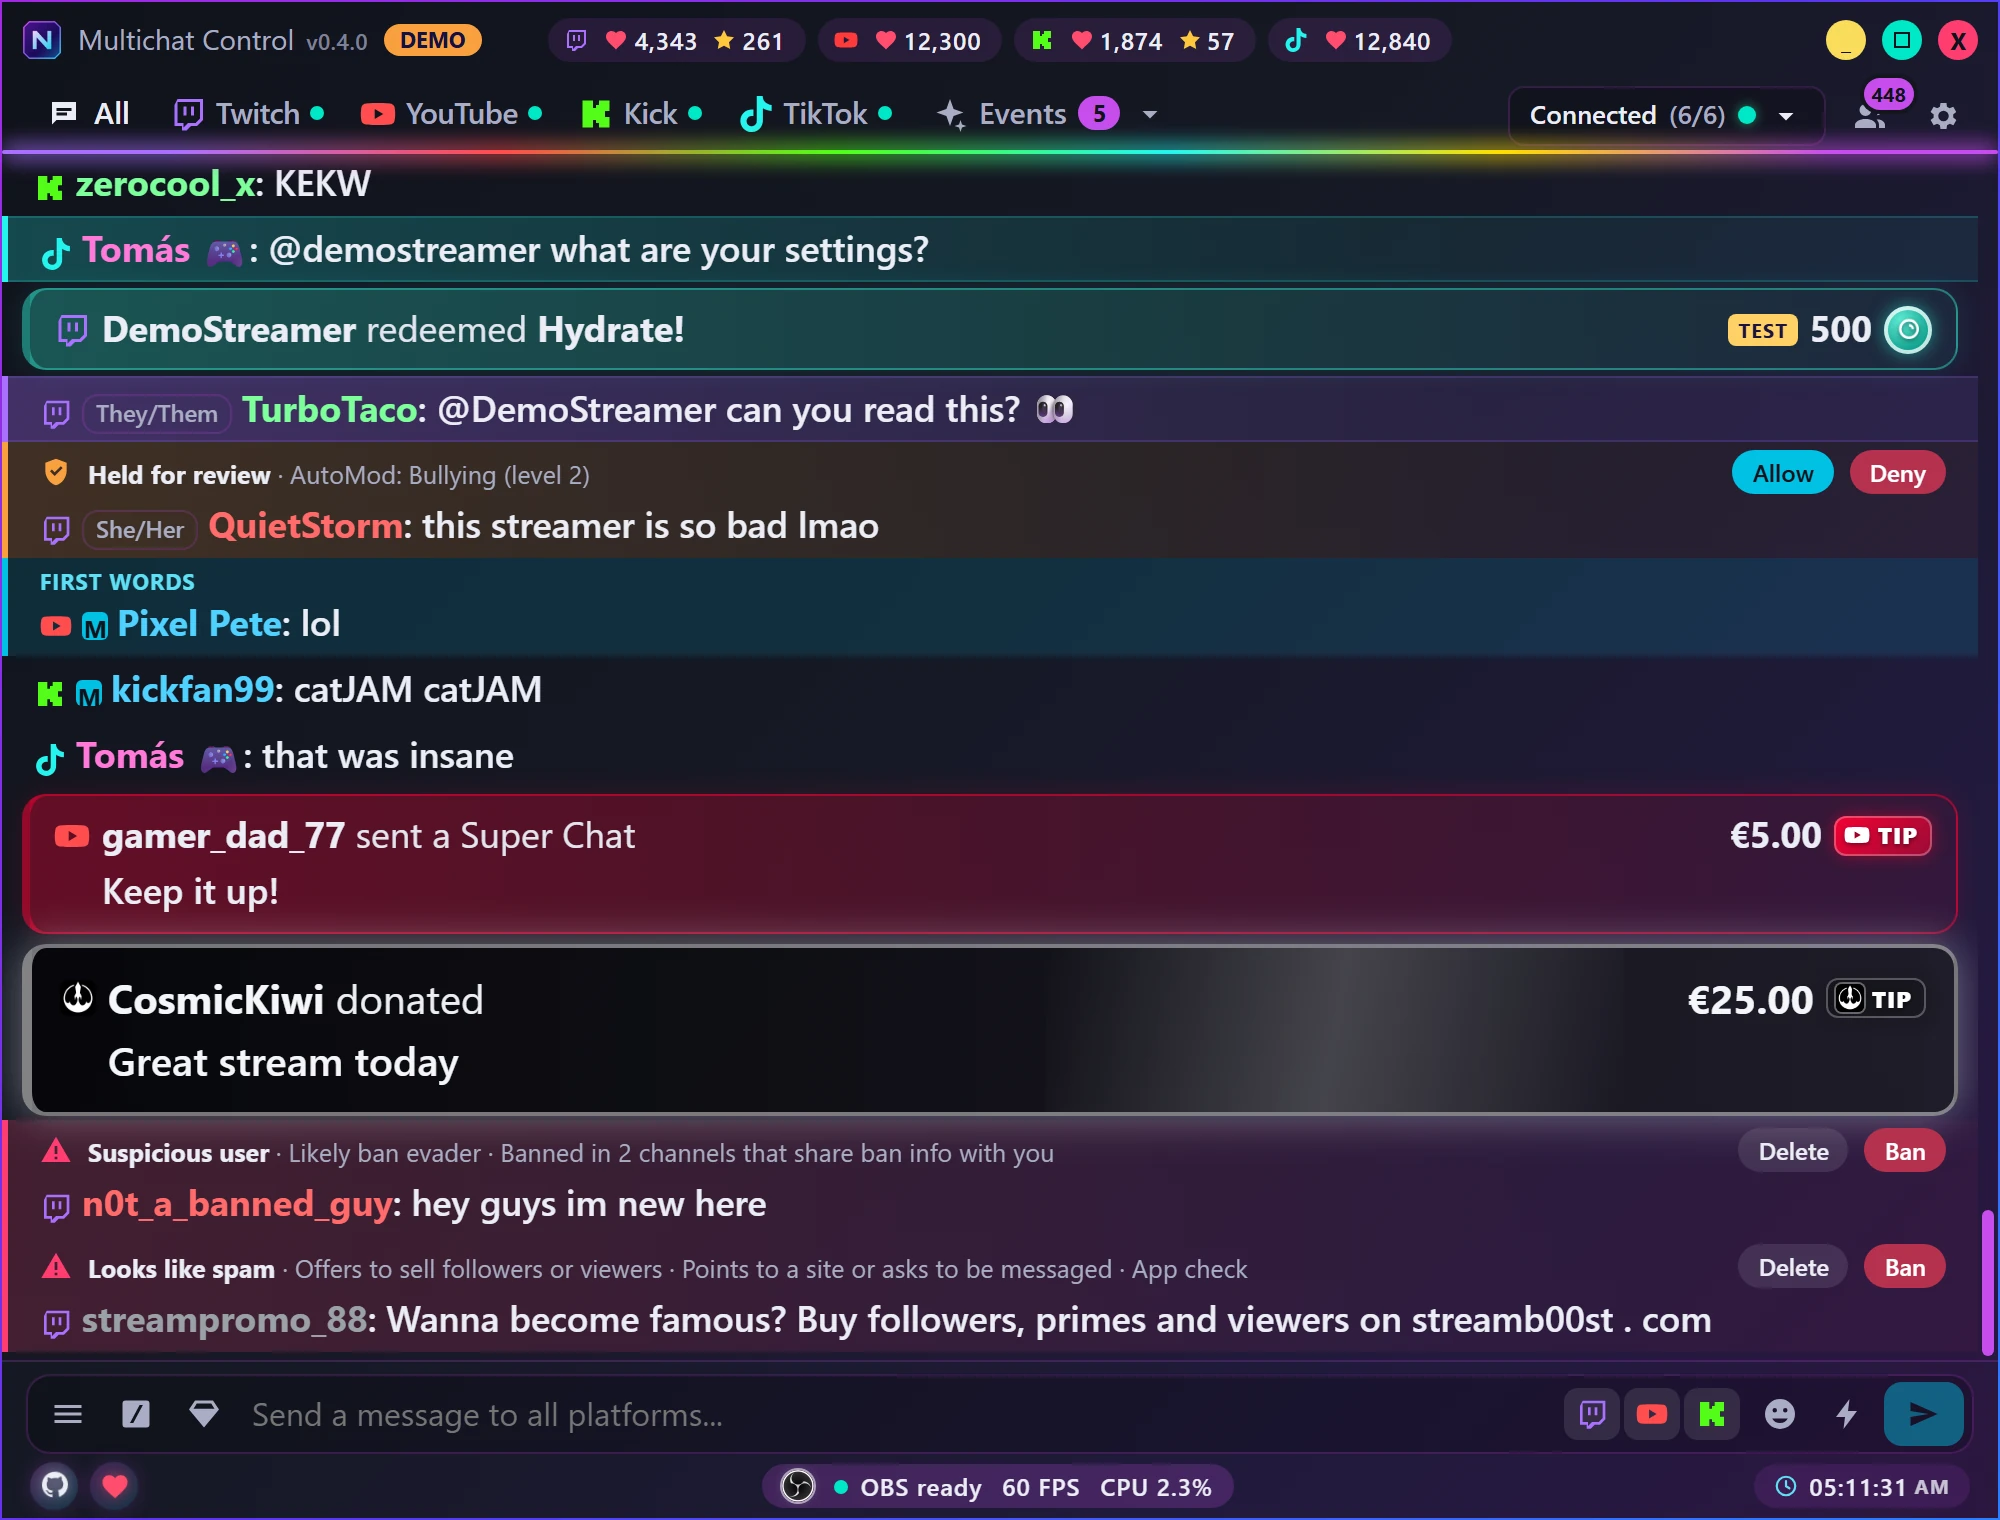 N Multichat Control v0.4.0 DEMO 4,343 261 12,300 1,874 57 12,840 _ X
All Twitch YouTube Kick TikTok Events 5 Connected (6/6) 448
zerocool_x: KEKW
Tomás 🎮: @demostreamer what are your settings?
DemoStreamer redeemed Hydrate! TEST 500
They/Them TurboTaco: @DemoStreamer can you read this? 👀
Held for review · AutoMod: Bullying (level 2) Allow Deny
She/Her QuietStorm: this streamer is so bad lmao
FIRST WORDS
M Pixel Pete: lol
M kickfan99: catJAM catJAM
Tomás 🎮: that was insane
gamer_dad_77 sent a Super Chat €5.00 TIP
Keep it up!
CosmicKiwi donated €25.00 TIP
Great stream today
Suspicious user · Likely ban evader · Banned in 2 channels that share ban info with you Delete Ban
n0t_a_banned_guy: hey guys im new here
Looks like spam · Offers to sell followers or viewers · Points to a site or asks to be messaged · App check Delete Ban
streampromo_88: Wanna become famous? Buy followers, primes and viewers on streamb00st . com
Send a message to all platforms...
OBS ready 60 FPS CPU 2.3% 05:11:31 AM